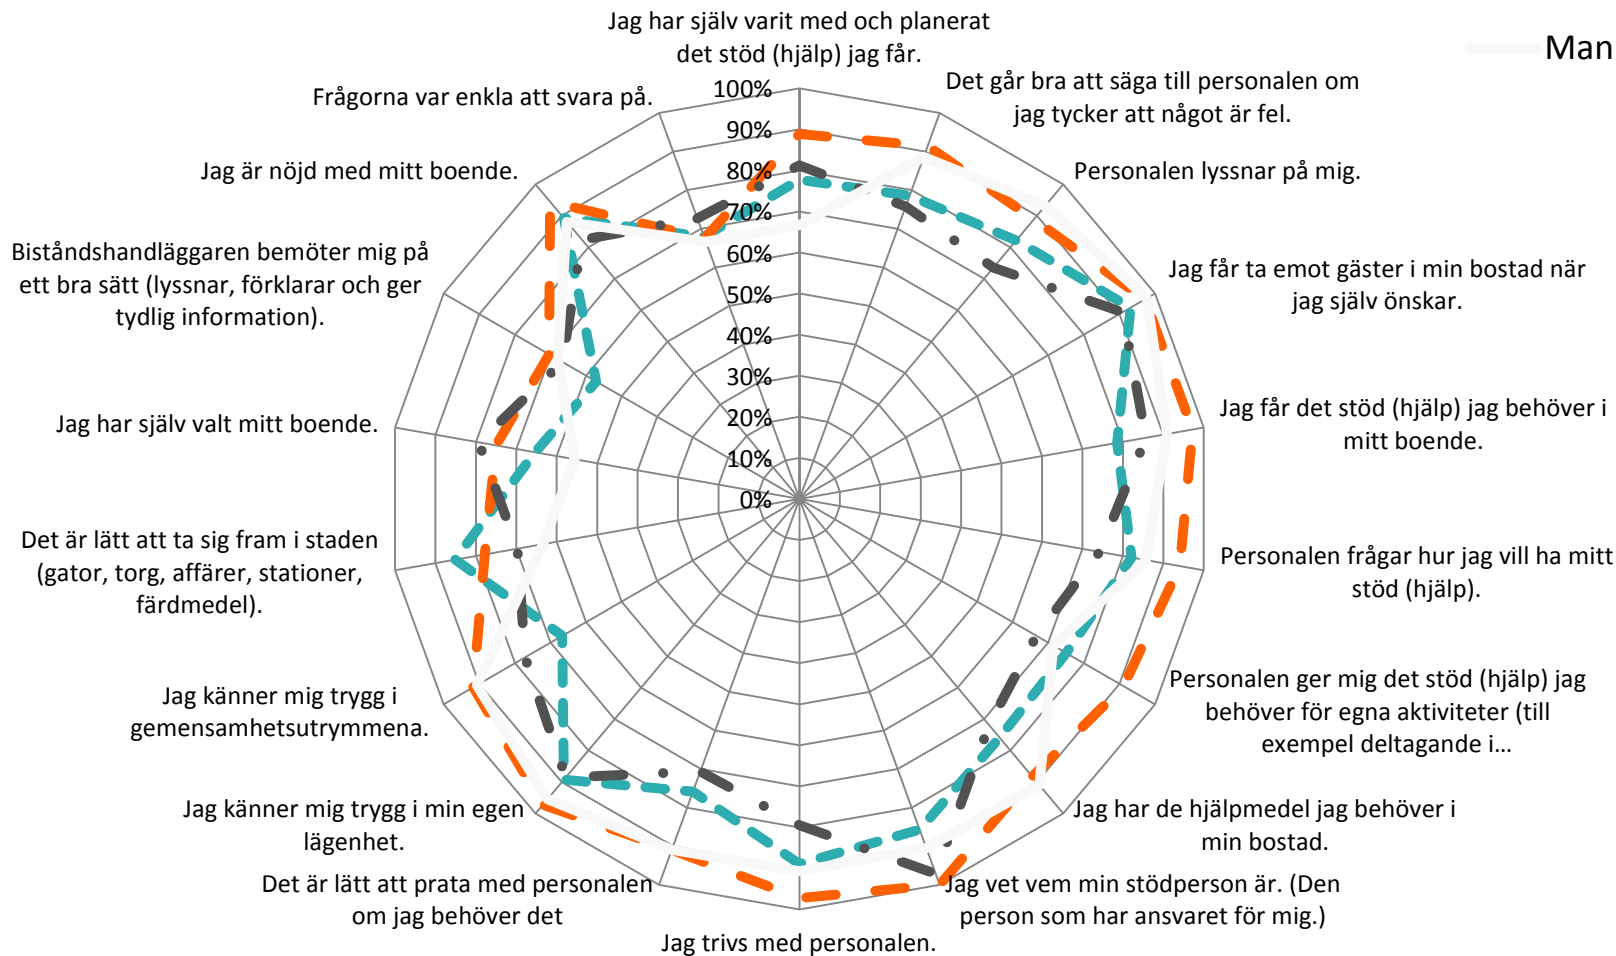 Jag har själv varit med och planerat
det stöd (hjälp) jag får.
Man
Det går bra att säga till personalen om
jag tycker att något är fel.
Personalen lyssnar på mig.
Jag får ta emot gäster i min bostad när
jag själv önskar.
Jag får det stöd (hjälp) jag behöver i
mitt boende.
Personalen frågar hur jag vill ha mitt
stöd (hjälp).
Personalen ger mig det stöd (hjälp) jag
behöver för egna aktiviteter (till
exempel deltagande i...
Jag har de hjälpmedel jag behöver i
min bostad.
Jag vet vem min stödperson är. (Den
person som har ansvaret för mig.)
Jag trivs med personalen.
Det är lätt att prata med personalen
om jag behöver det
Jag känner mig trygg i min egen
lägenhet.
Jag känner mig trygg i
gemensamhetsutrymmena.
Det är lätt att ta sig fram i staden
(gator, torg, affärer, stationer,
färdmedel).
Jag har själv valt mitt boende.
Biståndshandläggaren bemöter mig på
ett bra sätt (lyssnar, förklarar och ger
tydlig information).
Jag är nöjd med mitt boende.
Frågorna var enkla att svara på.
100%
90%
80%
70%
60%
50%
40%
30%
20%
10%
0%